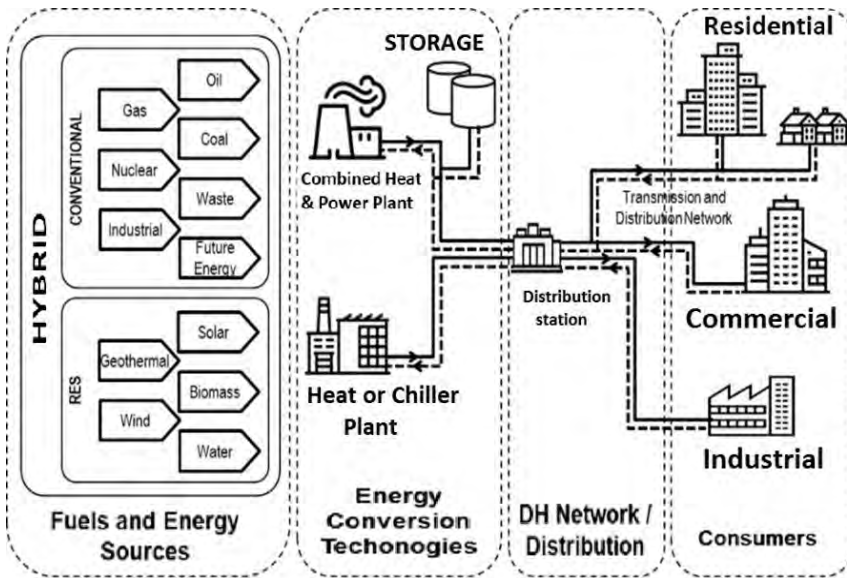 HYBRID
CONVENTIONAL
Oil
Gas
Coal
Nuclear
Waste
Industrial
Future
Energy
RES
Solar
Geothermal
Biomass
Wind
Water
Fuels and Energy
Sources
STORAGE
Combined Heat
& Power Plant
Heat or Chiller
Plant
Energy
Conversion
Techonogies
Distribution
station
DH Network /
Distribution
Residential
Transmission and
Distribution Network
Commercial
Industrial
Consumers